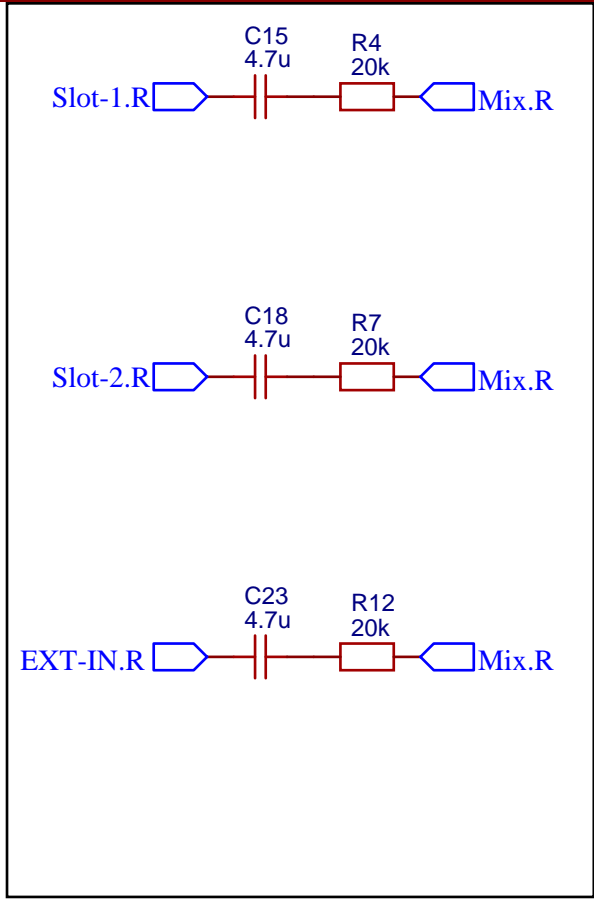 C15
4.7u
R4
20k
Slot-1.R
Mix.R
C18
4.7u
R7
20k
Slot-2.R
Mix.R
C23
4.7u
R12
20k
EXT-IN.R
Mix.R